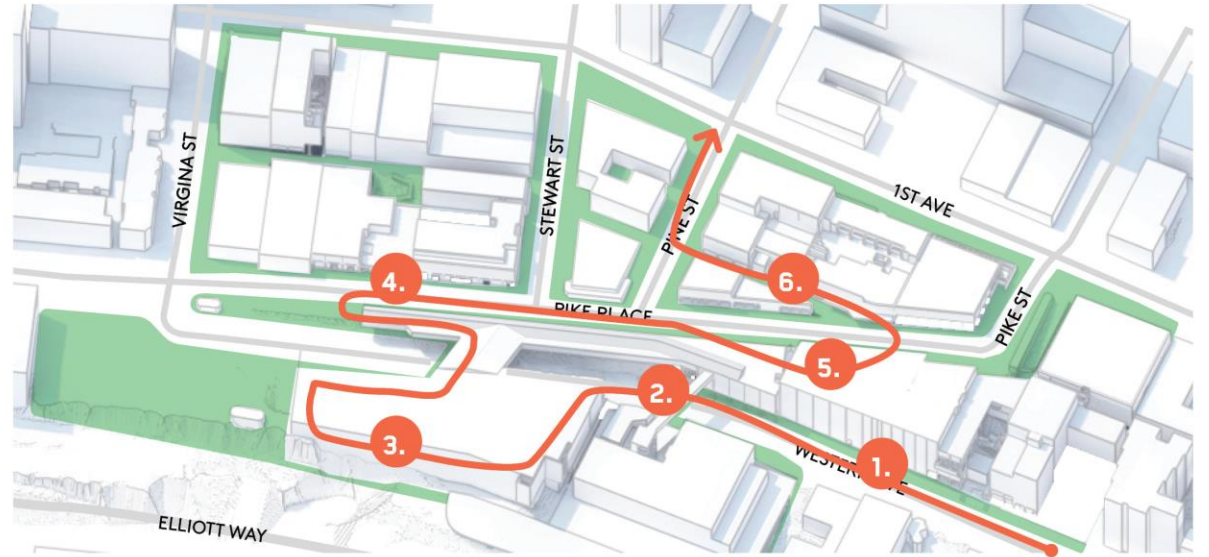 VIRGINA ST
STEWART ST
PINE ST
1ST AVE
4.
6.
PIKE PLACE
PIKE ST
5.
2.
3.
1.
WESTERN AVE
ELLIOTT WAY